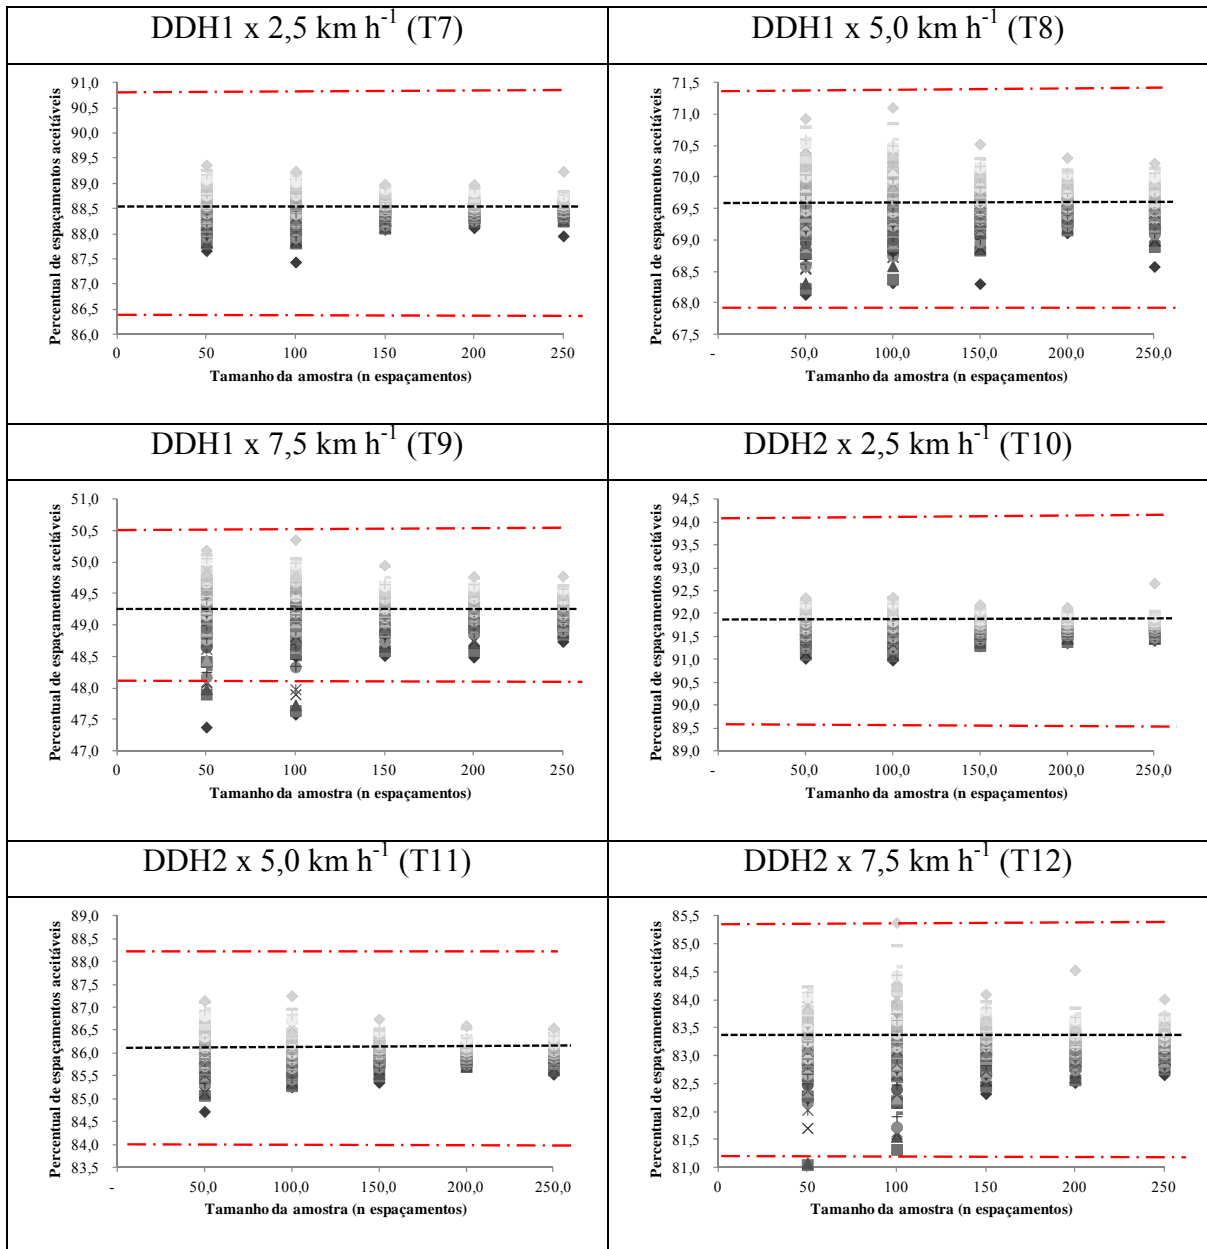 DDH1 x 2,5 km h-1 (T7)
DDH1 x 5,0 km h-1 (T8)
Percentual de espaçamentos aceitáveis
91,0
90,5
90,0
89,5
89,0
88,5
88,0
87,5
87,0
86,5
86,0
0 50 100 150 200 250
Tamanho da amostra (n espaçamentos)
Percentual de espaçamentos aceitáveis
71,5
71,0
70,5
70,0
69,5
69,0
68,5
68,0
67,5
- 50,0 100,0 150,0 200,0 250,0
Tamanho da amostra (n espaçamentos)
DDH1 x 7,5 km h-1 (T9)
DDH2 x 2,5 km h-1 (T10)
Percentual de espaçamentos aceitáveis
51,0
50,5
50,0
49,5
49,0
48,5
48,0
47,5
47,0
0 50 100 150 200 250
Tamanho da amostra (n espaçamentos)
Percentual de espaçamentos aceitáveis
94,5
94,0
93,5
93,0
92,5
92,0
91,5
91,0
90,5
90,0
89,5
89,0
- 50,0 100,0 150,0 200,0 250,0
Tamanho da amostra (n espaçamentos)
DDH2 x 5,0 km h-1 (T11)
DDH2 x 7,5 km h-1 (T12)
Percentual de espaçamentos aceitáveis
89,0
88,5
88,0
87,5
87,0
86,5
86,0
85,5
85,0
84,5
84,0
83,5
- 50,0 100,0 150,0 200,0 250,0
Tamanho da amostra (n espaçamentos)
Percentual de espaçamentos aceitáveis
85,5
85,0
84,5
84,0
83,5
83,0
82,5
82,0
81,5
81,0
0 50 100 150 200 250
Tamanho da amostra (n espaçamentos)